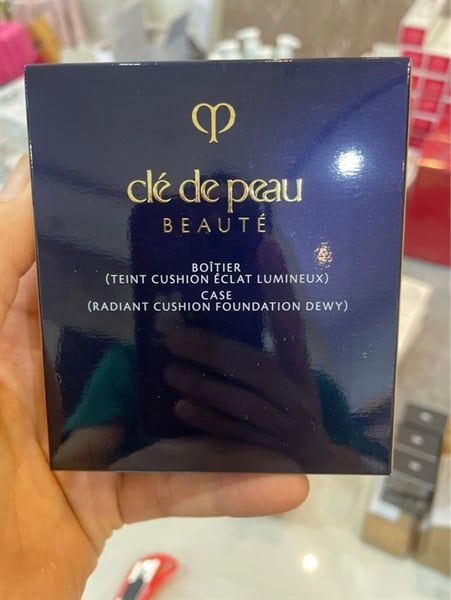 clé de peau
BEAUTÉ
BOÎTIER
(TEINT CUSHION ÉCLAT LUMINEUX)
CASE
(RADIANT CUSHION FOUNDATION DEWY)